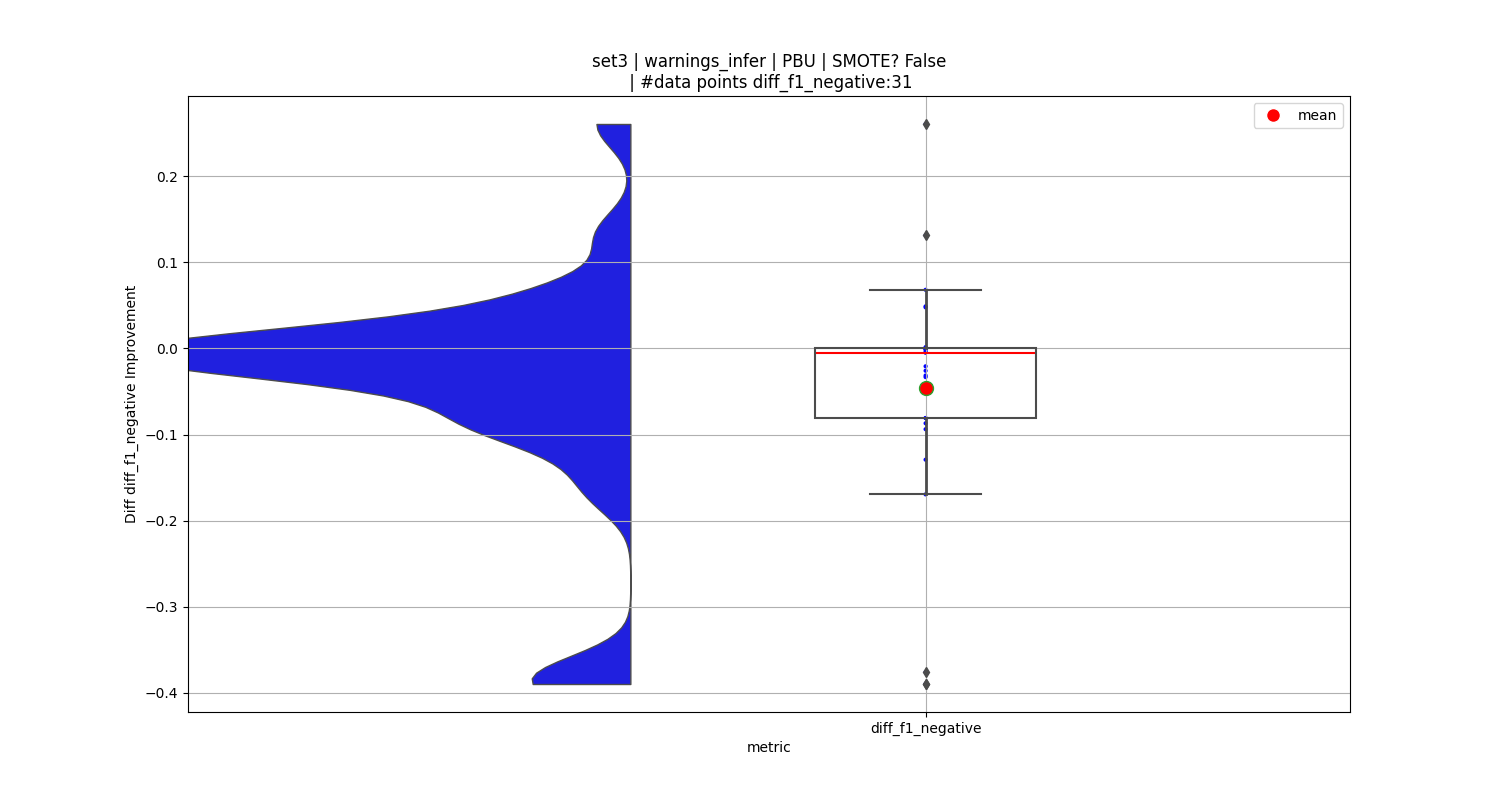 set3 | warnings_infer | PBU | SMOTE? False
| #data points diff_f1_negative:31
mean
0.2
0.1
0.0
−0.1
−0.2
−0.3
−0.4
Diff diff_f1_negative Improvement
diff_f1_negative
metric